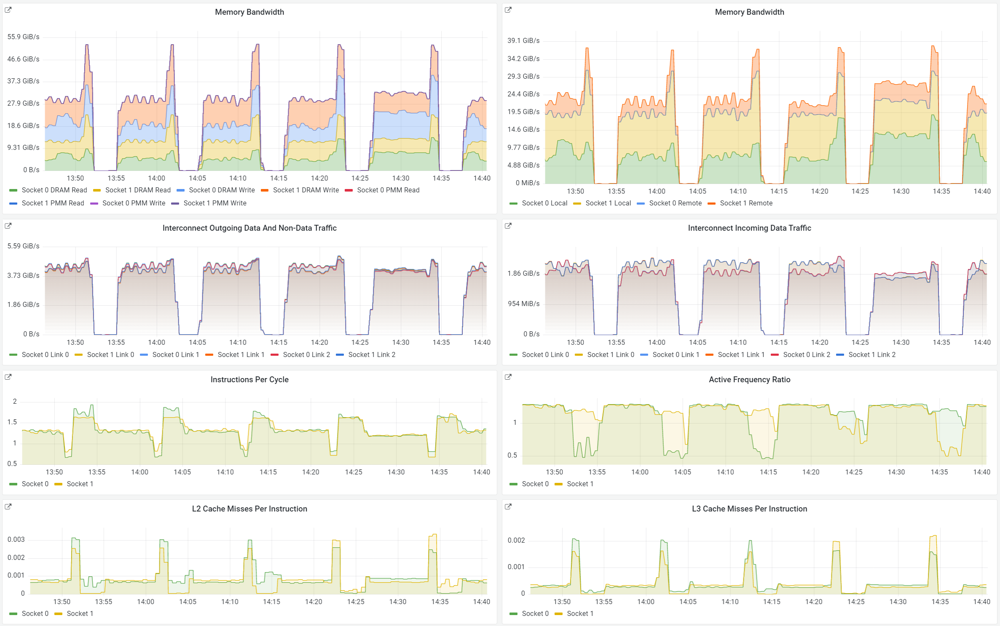 Memory Bandwidth
55.9 GiB/s
46.6 GiB/s
37.3 GiB/s
27.9 GiB/s
18.6 GiB/s
9.31 GiB/s
0 B/s
13:50 13:55 14:00 14:05 14:10 14:15 14:20 14:25 14:30 14:35 14:40
Socket 0 DRAM Read Socket 1 DRAM Read Socket 0 DRAM Write Socket 1 DRAM Write Socket 0 PMM Read
Socket 1 PMM Read Socket 0 PMM Write Socket 1 PMM Write
Memory Bandwidth
39.1 GiB/s
34.2 GiB/s
29.3 GiB/s
24.4 GiB/s
19.5 GiB/s
14.6 GiB/s
9.77 GiB/s
4.88 GiB/s
0 MiB/s
13:50 13:55 14:00 14:05 14:10 14:15 14:20 14:25 14:30 14:35 14:40
Socket 0 Local Socket 1 Local Socket 0 Remote Socket 1 Remote
Interconnect Outgoing Data And Non-Data Traffic
5.59 GiB/s
3.73 GiB/s
1.86 GiB/s
0 B/s
13:50 13:55 14:00 14:05 14:10 14:15 14:20 14:25 14:30 14:35 14:40
Socket 0 Link 0 Socket 1 Link 0 Socket 0 Link 1 Socket 1 Link 1 Socket 0 Link 2 Socket 1 Link 2
Interconnect Incoming Data Traffic
1.86 GiB/s
954 MiB/s
0 B/s
13:50 13:55 14:00 14:05 14:10 14:15 14:20 14:25 14:30 14:35 14:40
Socket 0 Link 0 Socket 1 Link 0 Socket 0 Link 1 Socket 1 Link 1 Socket 0 Link 2 Socket 1 Link 2
Instructions Per Cycle
2
1.5
1
0.5
13:50 13:55 14:00 14:05 14:10 14:15 14:20 14:25 14:30 14:35 14:40
Socket 0 Socket 1
Active Frequency Ratio
1
0.5
13:50 13:55 14:00 14:05 14:10 14:15 14:20 14:25 14:30 14:35 14:40
Socket 0 Socket 1
L2 Cache Misses Per Instruction
0.003
0.002
0.001
0
13:50 13:55 14:00 14:05 14:10 14:15 14:20 14:25 14:30 14:35 14:40
Socket 0 Socket 1
L3 Cache Misses Per Instruction
0.002
0.001
0
13:50 13:55 14:00 14:05 14:10 14:15 14:20 14:25 14:30 14:35 14:40
Socket 0 Socket 1